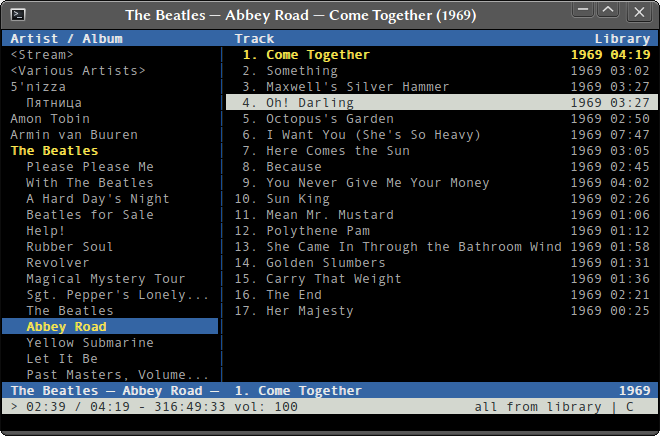 The Beatles — Abbey Road — Come Together (1969)
Artist / Album Track Library
<Stream> 1. Come Together 1969 04:19
<Various Artists> 2. Something 1969 03:02
5'nizza 3. Maxwell's Silver Hammer 1969 03:27
Пятница 4. Oh! Darling 1969 03:27
Amon Tobin 5. Octopus's Garden 1969 02:50
Armin van Buuren 6. I Want You (She's So Heavy) 1969 07:47
The Beatles 7. Here Comes the Sun 1969 03:05
Please Please Me 8. Because 1969 02:45
With The Beatles 9. You Never Give Me Your Money 1969 04:02
A Hard Day's Night 10. Sun King 1969 02:26
Beatles for Sale 11. Mean Mr. Mustard 1969 01:06
Help! 12. Polythene Pam 1969 01:12
Rubber Soul 13. She Came In Through the Bathroom Wind 1969 01:58
Revolver 14. Golden Slumbers 1969 01:31
Magical Mystery Tour 15. Carry That Weight 1969 01:36
Sgt. Pepper's Lonely... 16. The End 1969 02:21
The Beatles 17. Her Majesty 1969 00:25
Abbey Road
Yellow Submarine
Let It Be
Past Masters, Volume...
The Beatles — Abbey Road — 1. Come Together 1969
> 02:39 / 04:19 - 316:49:33 vol: 100 all from library | C